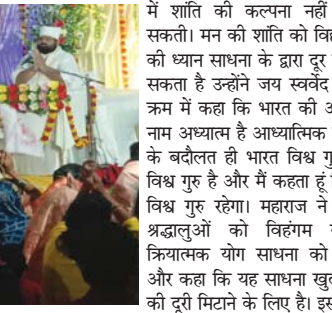 में शांति की कल्पना नहीं
सकती। मन की शांति को
की ध्यान साधना के द्वारा दूर
सकता है उन्होंने जय स्वर्वेद
क्रम में कहा कि भारत की
नाम अध्यात्म है आध्यात्मिक
के बदौलत ही भारत विश्व
विश्व गुरु है और मैं कहता हूं
विश्व गुरु रहेगा। महाराज ने
श्रद्धालुओं को विहंगम
क्रियात्मक योग साधना को
और कहा कि यह साधना
की दूरी मिटाने के लिए है।